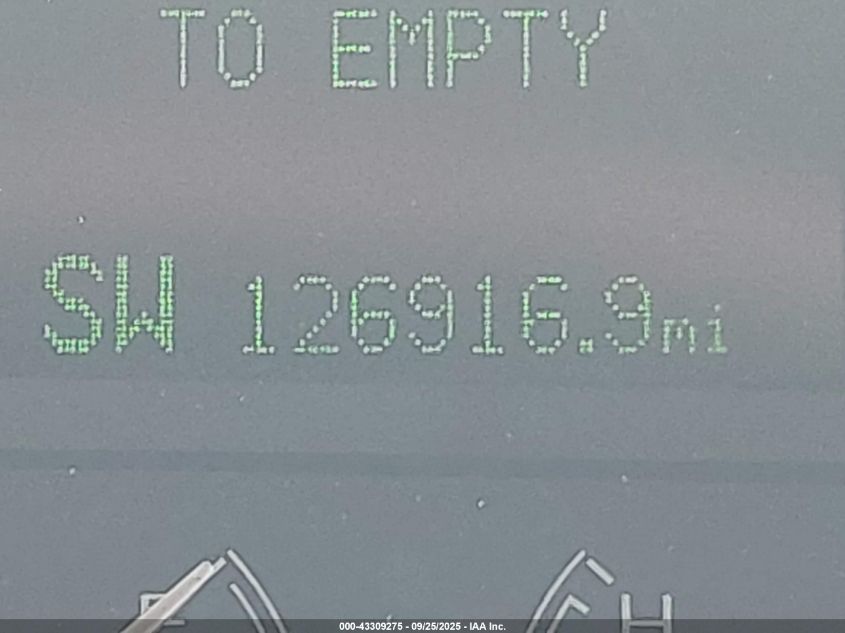 TO EMPTY
SW 126916.9mi
F H
000-43309275 - 09/25/2025 - IAA Inc.